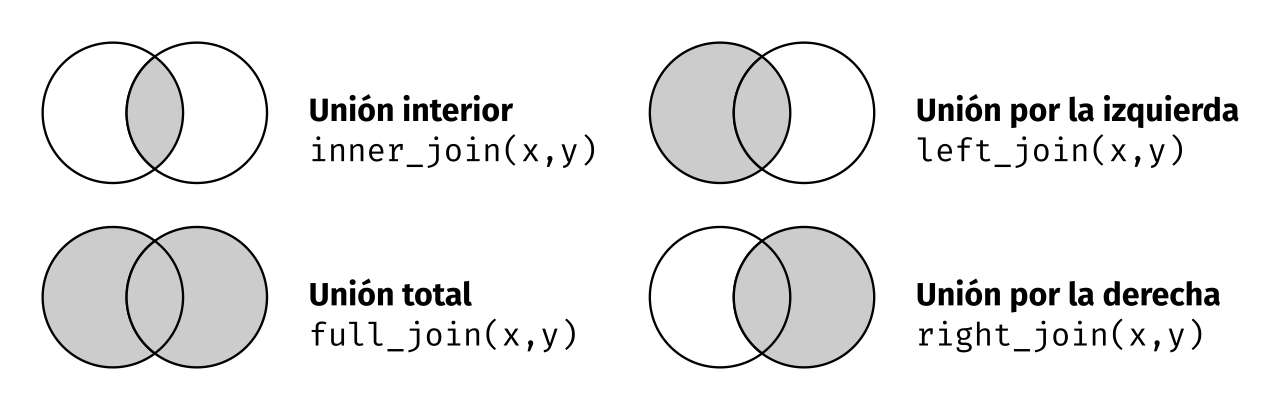 Unión interior
inner_join(x,y)
Unión por la izquierda
left_join(x,y)
Unión total
full_join(x,y)
Unión por la derecha
right_join(x,y)